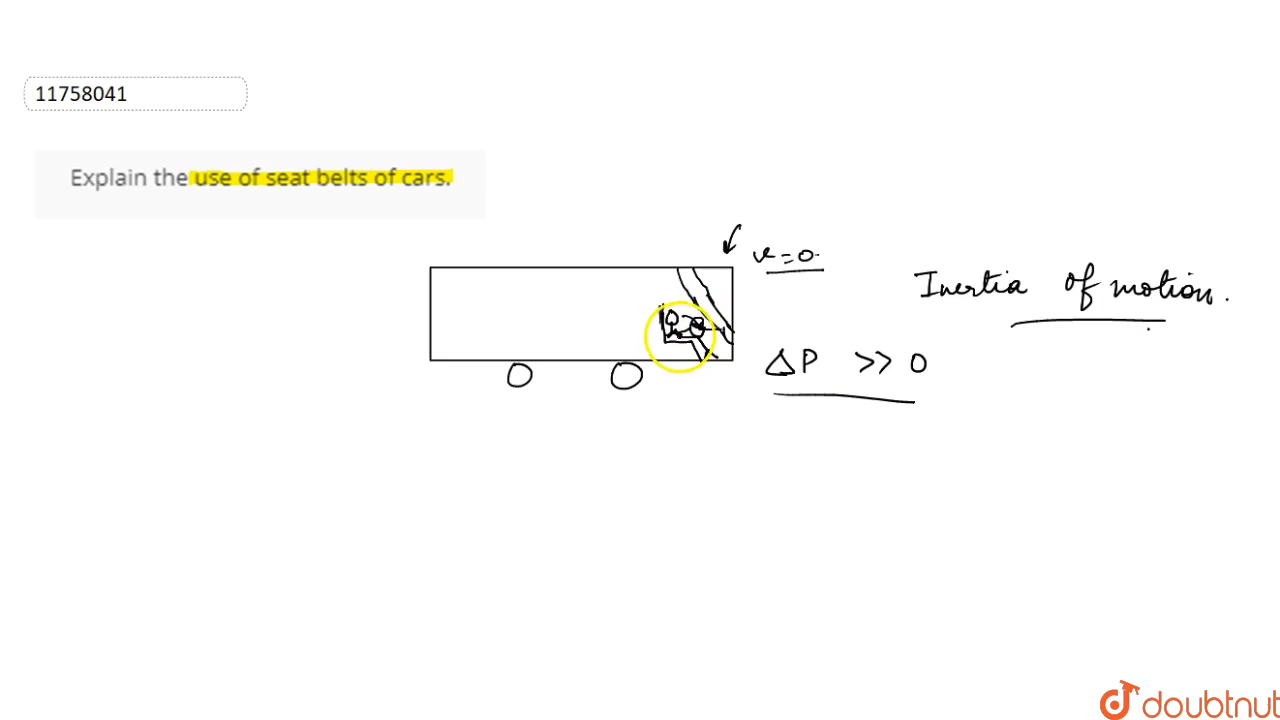 11758041
Explain the use of seat belts of cars.
v=0
Inertia of motion.
ΔP >> 0
doubtnut